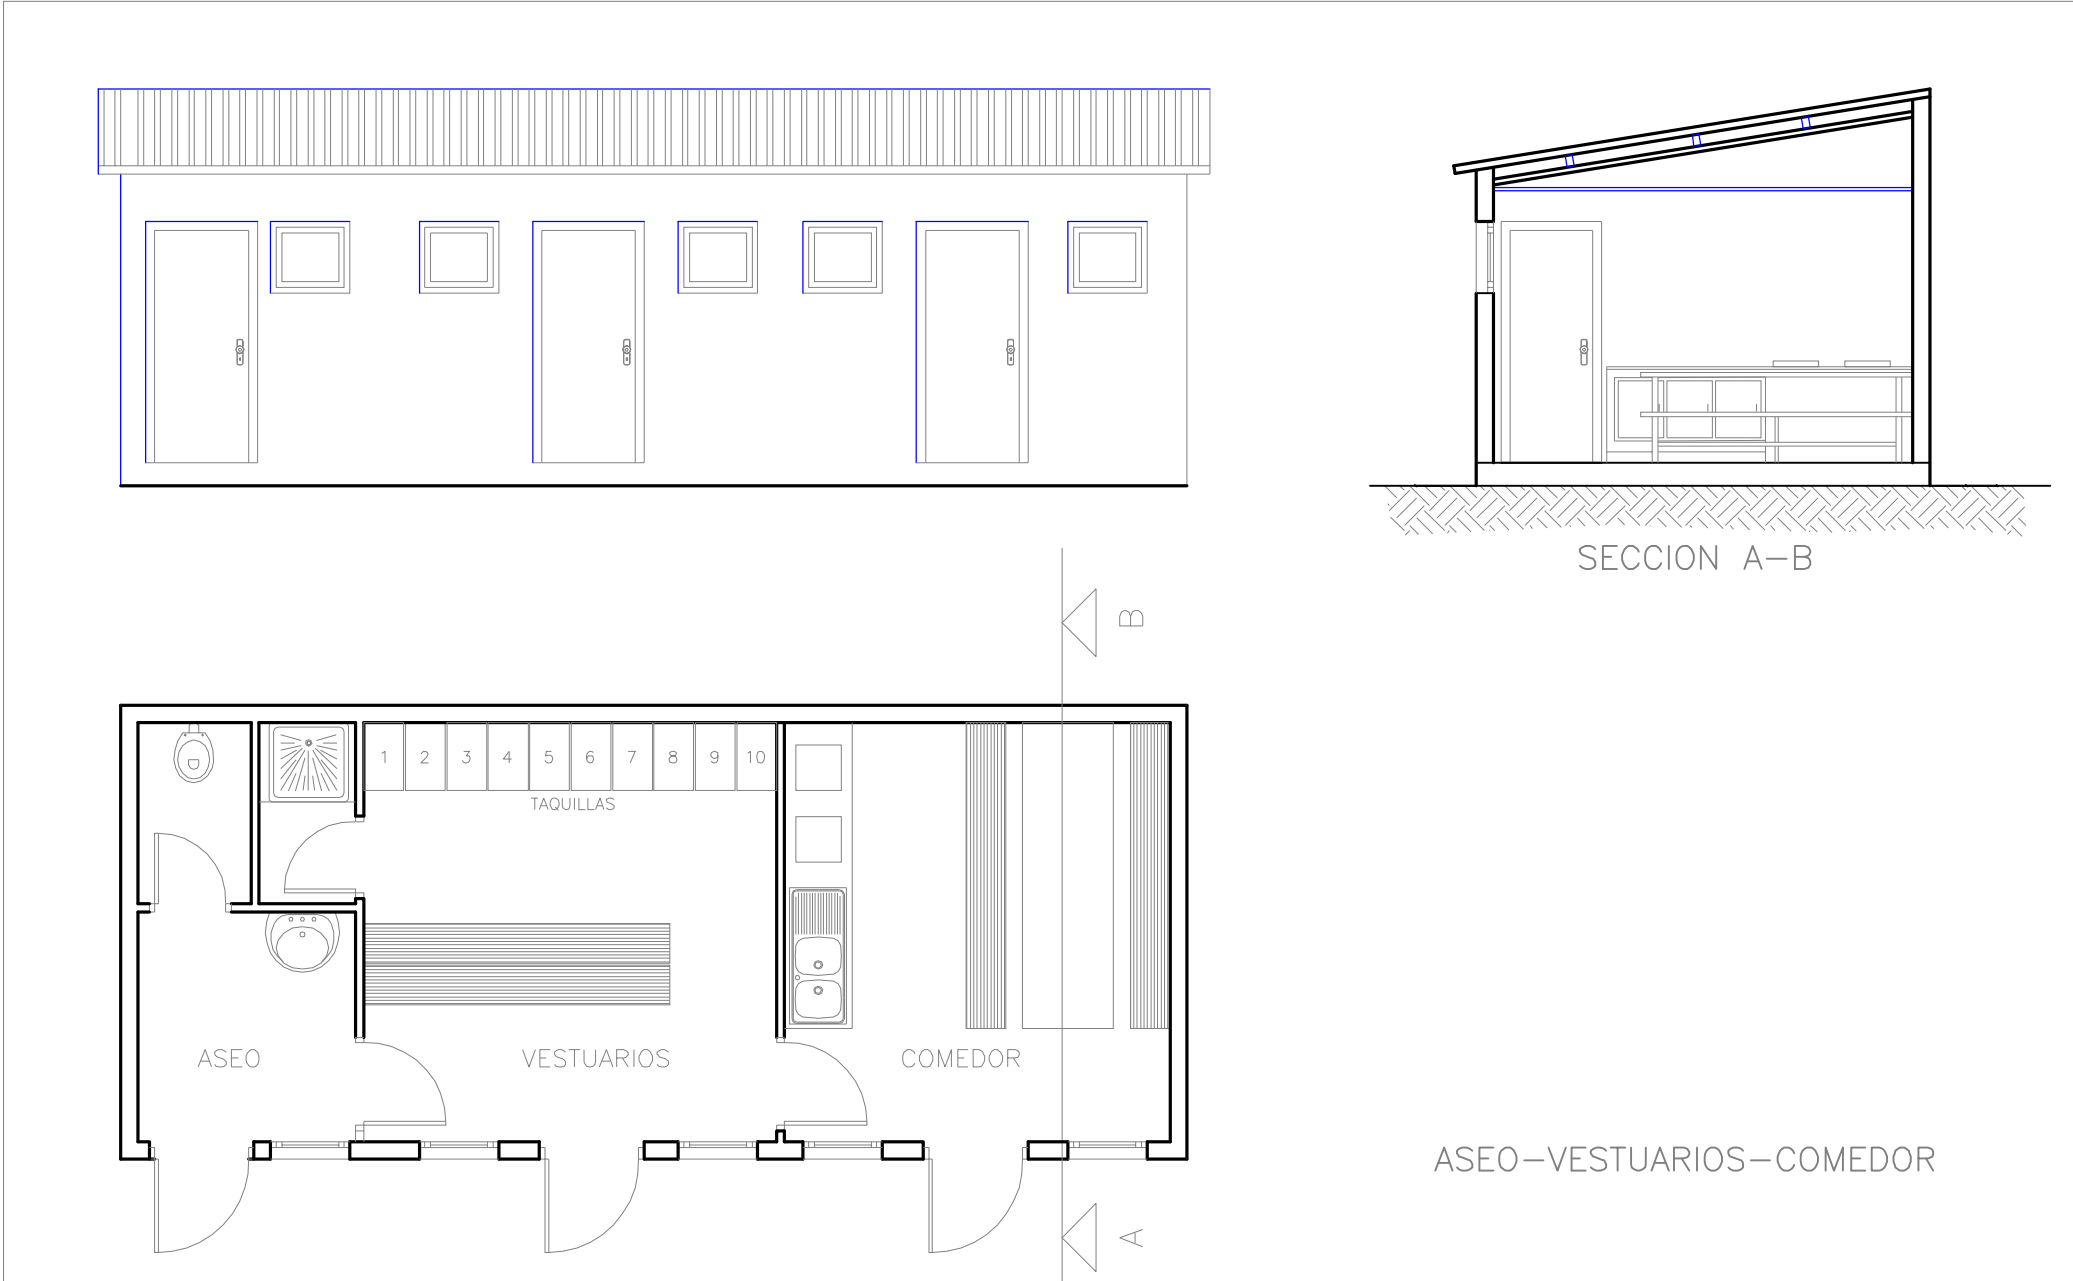 SECCION A-B
B
1 2 3 4 5 6 7 8 9 10
TAQUILLAS
ASEO VESTUARIOS COMEDOR
ASEO-VESTUARIOS-COMEDOR
A